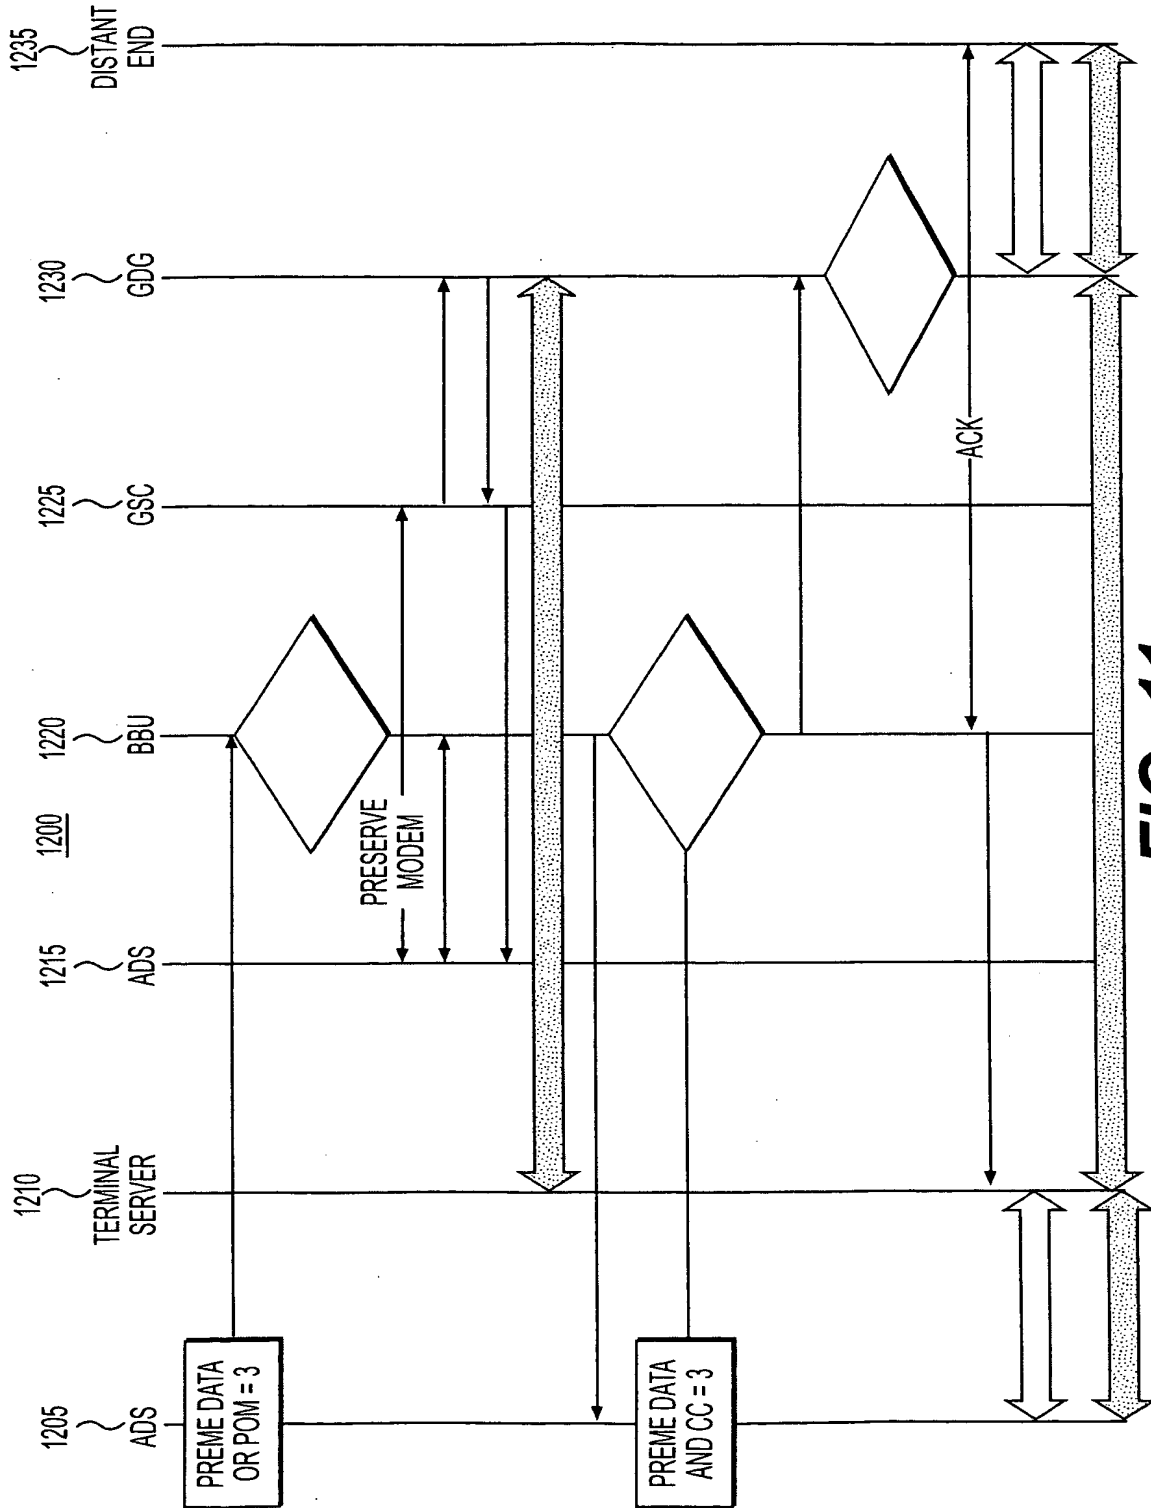 1205
ADS
1210
TERMINAL
SERVER
1215
ADS
1200
1220
BBU
1225
GSC
1230
GDG
1235
DISTANT
END
PREME DATA
OR POM = 3
PRESERVE
MODEM
PREME DATA
AND CC = 3
ACK